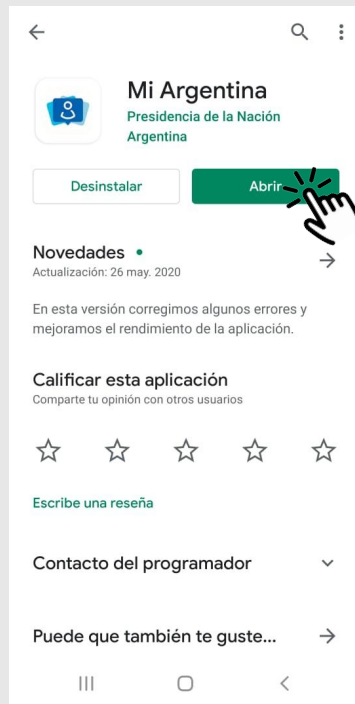 Mi Argentina
Presidencia de la Nación
Argentina
Desinstalar
Abrir
Novedades
Actualización: 26 may. 2020
En esta versión corregimos algunos errores y
mejoramos el rendimiento de la aplicación.
Calificar esta aplicación
Comparte tu opinión con otros usuarios
Escribe una reseña
Contacto del programador
Puede que también te guste...